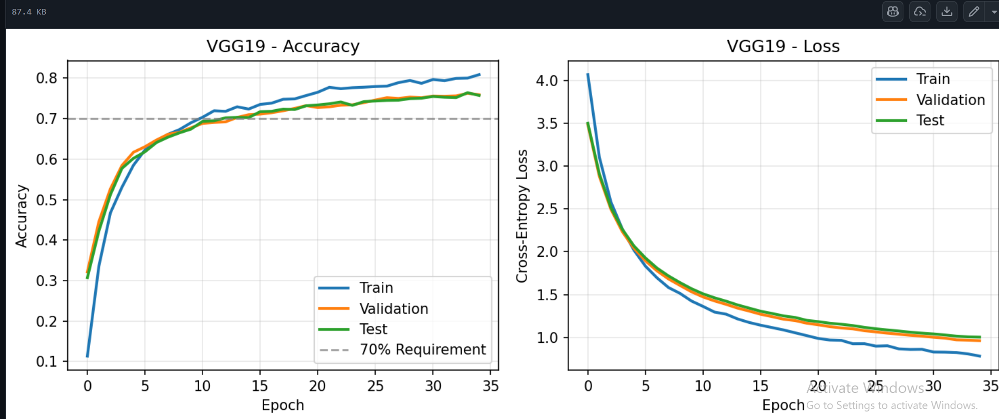 87.4 KB
VGG19 - Accuracy
0.8
0.7
0.6
0.5
0.4
0.3
0.2
0.1
Accuracy
Train
Validation
Test
70% Requirement
0 5 10 15 20 25 30 35
Epoch
VGG19 - Loss
4.0
3.5
3.0
2.5
2.0
1.5
1.0
Cross-Entropy Loss
Train
Validation
Test
0 5 10 15 20 25 30 35
Epoch
Activate Windows
Go to Settings to activate Windows.